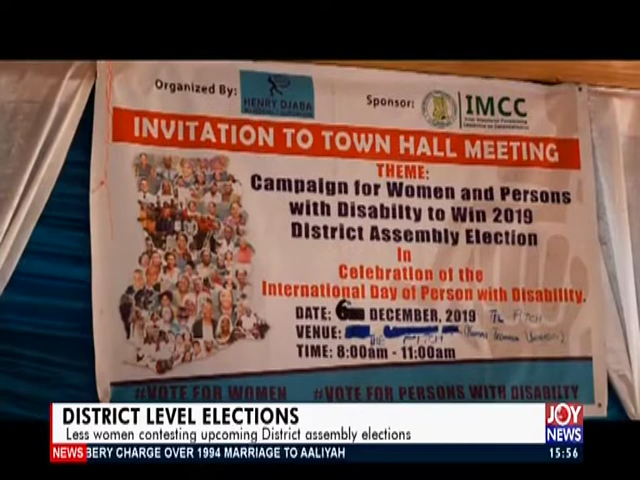 Organized By:
HENRY DJABA
Sponsor:
IMCC
INVITATION TO TOWN HALL MEETING
THEME:
Campaign for Women and Persons
with Disabilty to Win 2019
District Assembly Election
In
Celebration of the
International Day of Person with Disability.
DATE: 6 DECEMBER, 2019
VENUE:
TIME: 8:00am - 11:00am
#VOTE FOR WOMEN #VOTE FOR PERSONS WITH DISABILTY
DISTRICT LEVEL ELECTIONS
Less women contesting upcoming District assembly elections
JOY
NEWS
NEWS BERY CHARGE OVER 1994 MARRIAGE TO AALIYAH
15:56